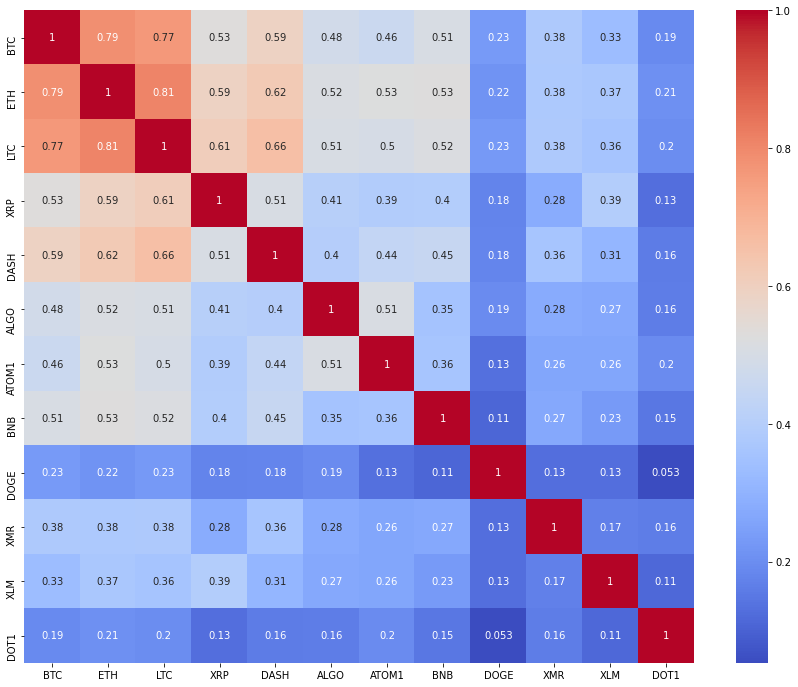 BTC 1 0.79 0.77 0.53 0.59 0.48 0.46 0.51 0.23 0.38 0.33 0.19
ETH 0.79 1 0.81 0.59 0.62 0.52 0.53 0.53 0.22 0.38 0.37 0.21
LTC 0.77 0.81 1 0.61 0.66 0.51 0.5 0.52 0.23 0.38 0.36 0.2
XRP 0.53 0.59 0.61 1 0.51 0.41 0.39 0.4 0.18 0.28 0.39 0.13
DASH 0.59 0.62 0.66 0.51 1 0.4 0.44 0.45 0.18 0.36 0.31 0.16
ALGO 0.48 0.52 0.51 0.41 0.4 1 0.51 0.35 0.19 0.28 0.27 0.16
ATOM1 0.46 0.53 0.5 0.39 0.44 0.51 1 0.36 0.13 0.26 0.26 0.2
BNB 0.51 0.53 0.52 0.4 0.45 0.35 0.36 1 0.11 0.27 0.23 0.15
DOGE 0.23 0.22 0.23 0.18 0.18 0.19 0.13 0.11 1 0.13 0.13 0.053
XMR 0.38 0.38 0.38 0.28 0.36 0.28 0.26 0.27 0.13 1 0.17 0.16
XLM 0.33 0.37 0.36 0.39 0.31 0.27 0.26 0.23 0.13 0.17 1 0.11
DOT1 0.19 0.21 0.2 0.13 0.16 0.16 0.2 0.15 0.053 0.16 0.11 1
BTC ETH LTC XRP DASH ALGO ATOM1 BNB DOGE XMR XLM DOT1
1.0
0.8
0.6
0.4
0.2